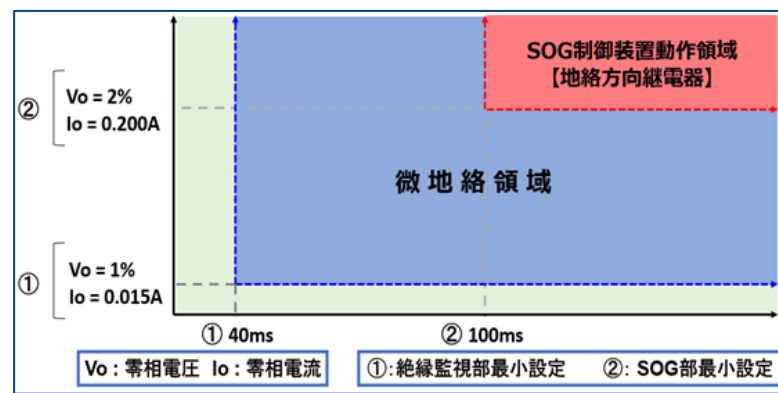 SOG制御装置動作領域
【地絡方向継電器】
② Vo = 2%
Io = 0.200A
微地絡領域
① Vo = 1%
Io = 0.015A
① 40ms
② 100ms
Vo:零相電圧 Io:零相電流
①:絶縁監視部最小設定 ②: SOG部最小設定